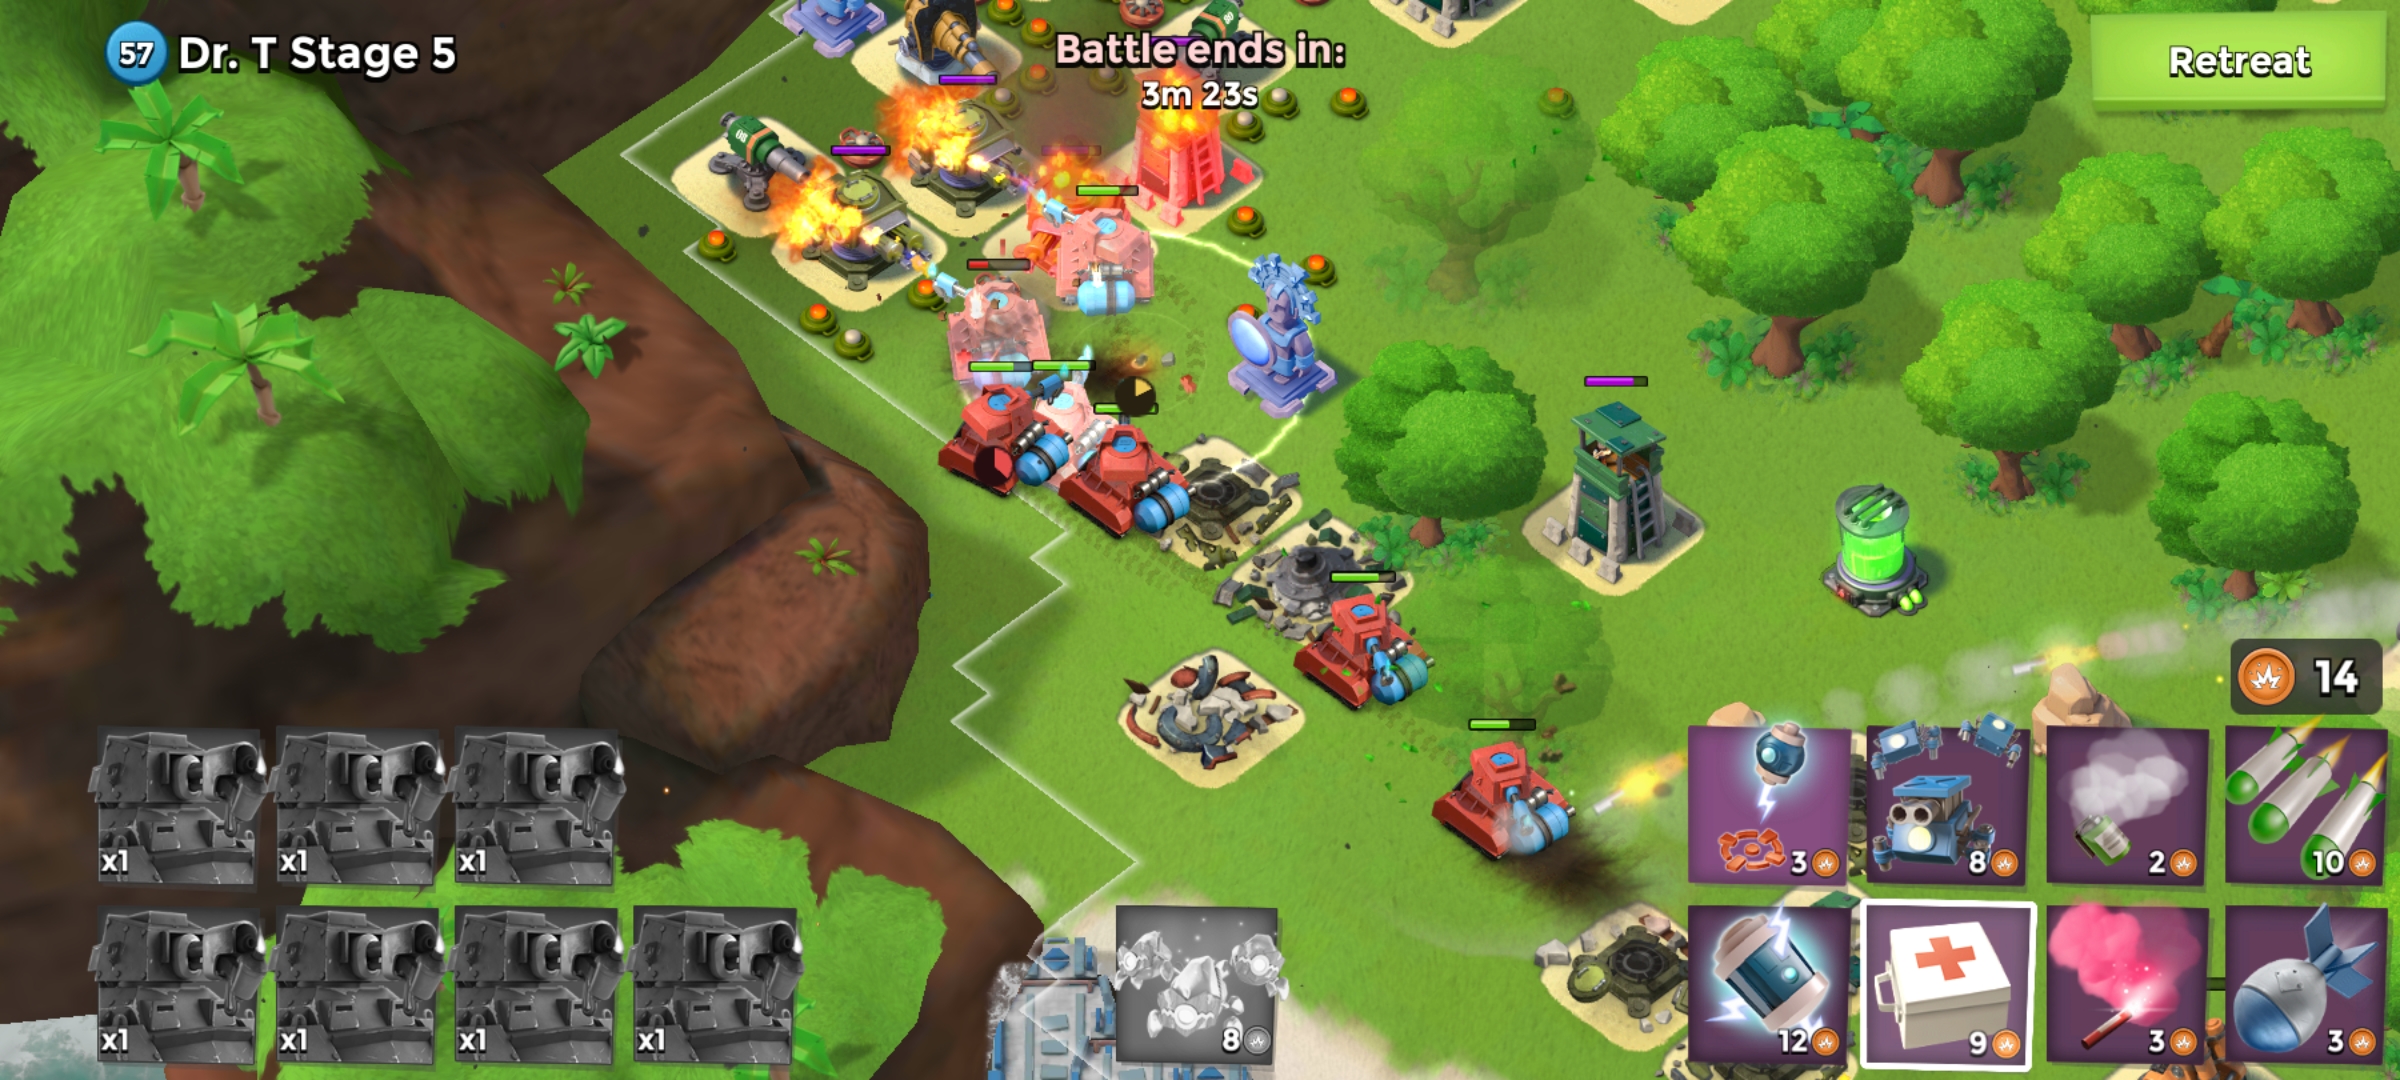 57 Dr. T Stage 5
Battle ends in:
3m 23s
Retreat
14
3
8
2
10
x1
x1
x1
x1
x1
x1
x1
8
12
9
3
3